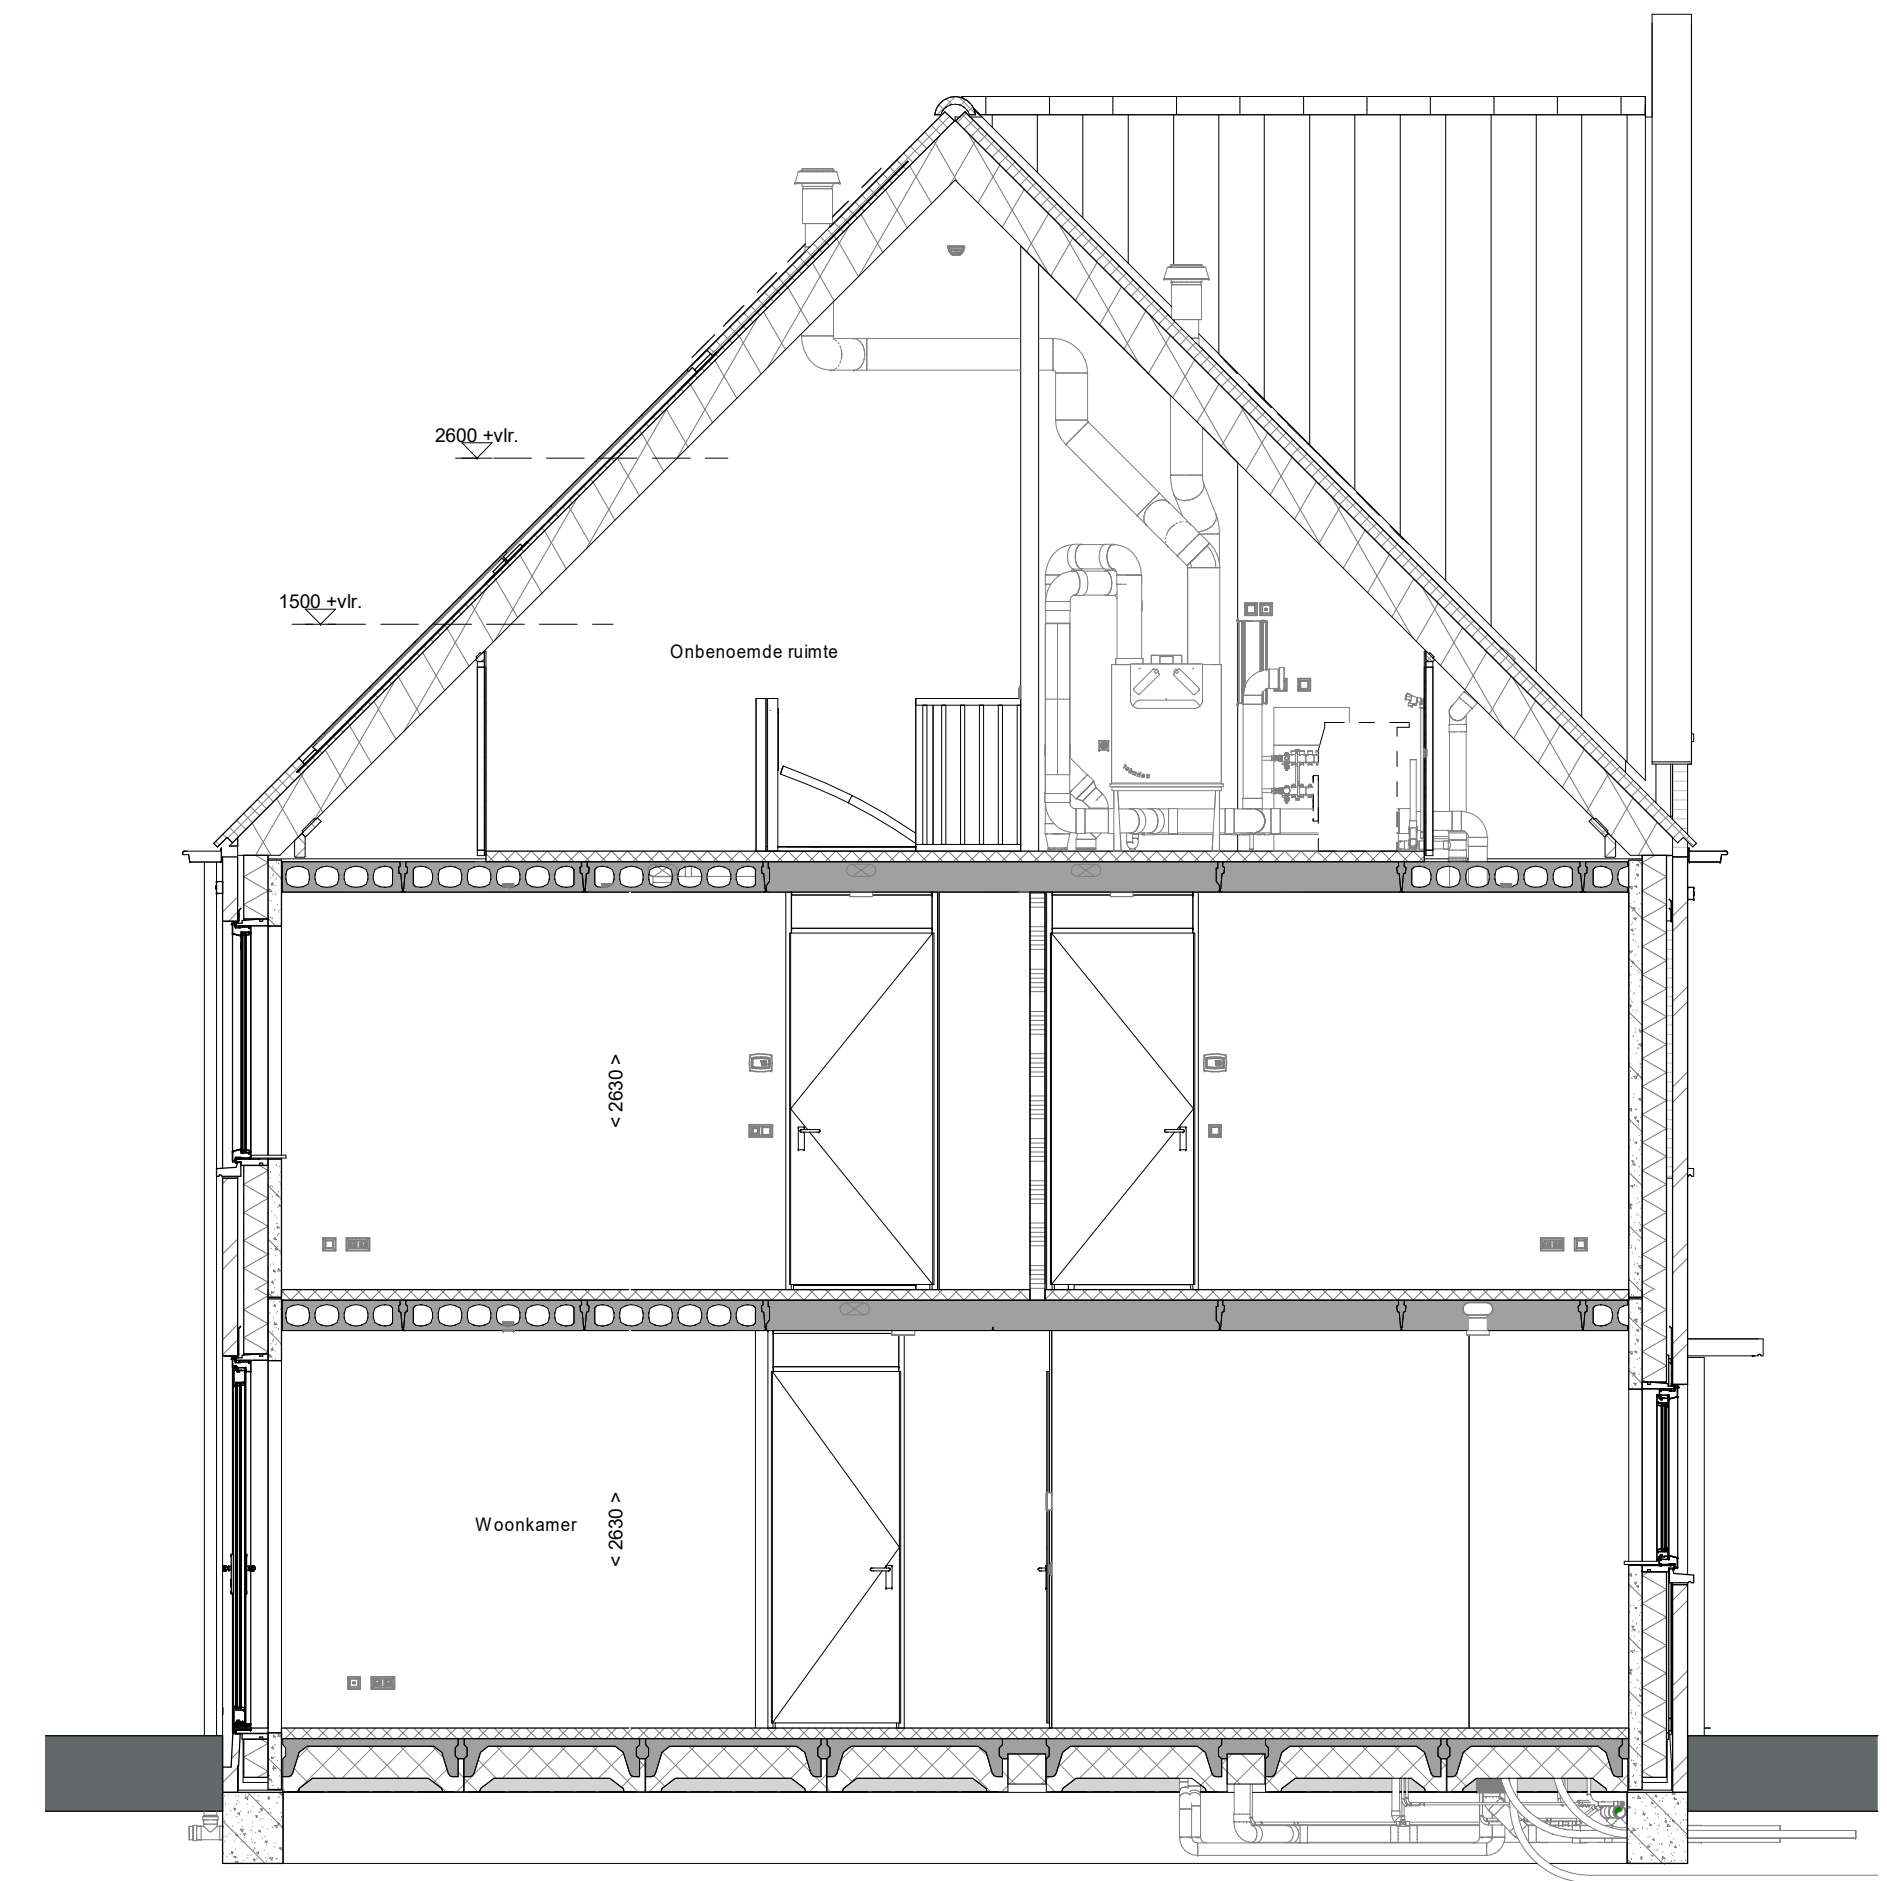 2600 +vlr.
1500 +vlr.
Onbenoemde ruimte
< 2630 >
Woonkamer
< 2630 >